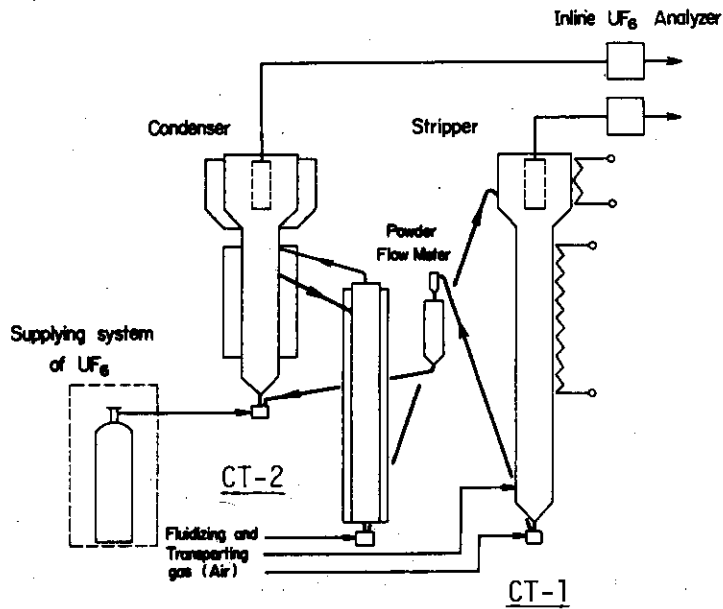 Inline UF6 Analyzer
Condenser
Stripper
Powder
Flow Meter
Supplying system
of UF6
CT-2
Fluidizing and
Transporting
gas (Air)
CT-1